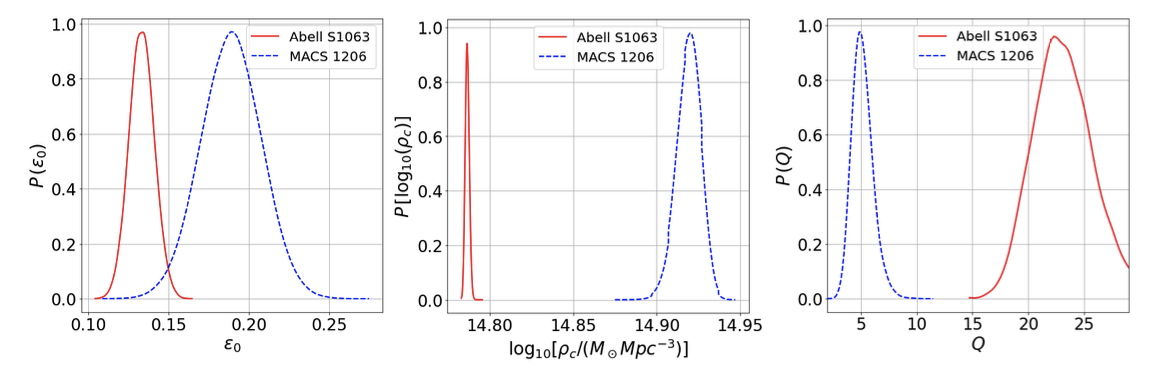 1.0
0.8
0.6
0.4
0.2
0.0
P(ε₀)
Abell S1063
MACS 1206
0.10 0.15 0.20 0.25
ε₀
1.0
0.8
0.6
0.4
0.2
0.0
P[log₁₀(ρc)]
Abell S1063
MACS 1206
14.80 14.85 14.90 14.95
log₁₀[ρc/(M⊙Mpc⁻³)]
1.0
0.8
0.6
0.4
0.2
0.0
P(Q)
Abell S1063
MACS 1206
5 10 15 20 25
Q